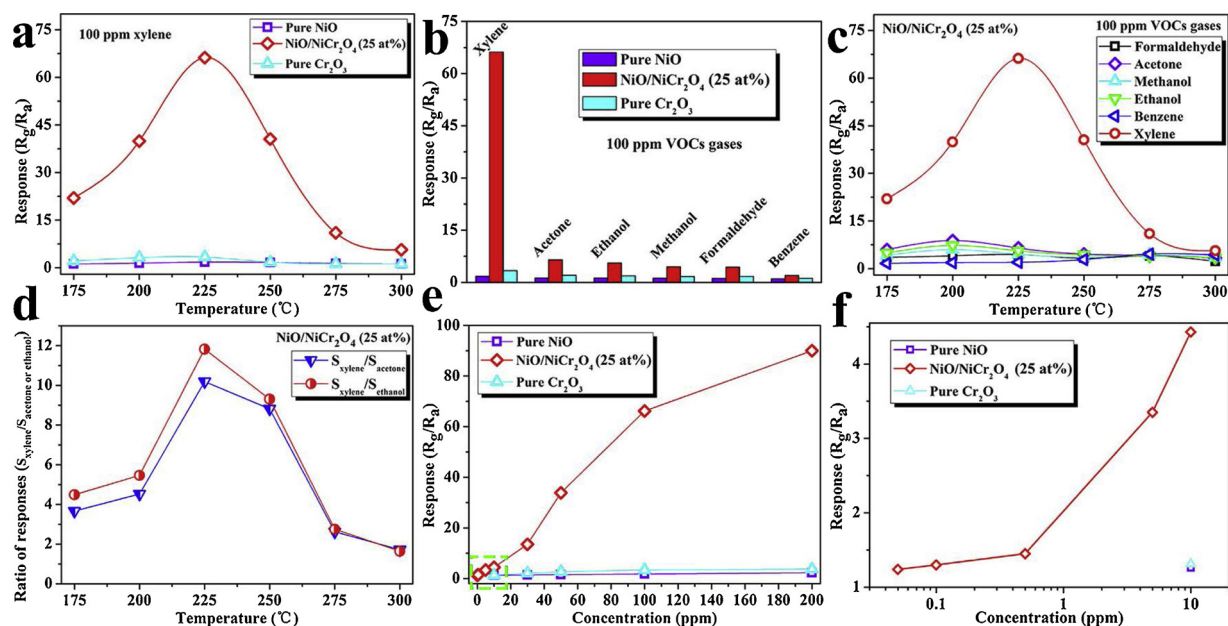 a
100 ppm xylene
Pure NiO
NiO/NiCr₂O₄ (25 at%)
Pure Cr₂O₃
Response (Rg/Ra)
75
60
45
30
15
0
175 200 225 250 275 300
Temperature (℃)
b
Xylene
Pure NiO
NiO/NiCr₂O₄ (25 at%)
Pure Cr₂O₃
100 ppm VOCs gases
Acetone
Ethanol
Methanol
Formaldehyde
Benzene
Response (Rg/Ra)
75
60
45
30
15
0
c
NiO/NiCr₂O₄ (25 at%)
100 ppm VOCs gases
Formaldehyde
Acetone
Methanol
Ethanol
Benzene
Xylene
Response (Rg/Ra)
75
60
45
30
15
0
175 200 225 250 275 300
Temperature (℃)
d
NiO/NiCr₂O₄ (25 at%)
Sxylene/Sacetone
Sxylene/Sethanol
Ratio of responses (Sxylene/Sacetone or ethanol)
14
12
10
8
6
4
2
0
175 200 225 250 275 300
Temperature (℃)
e
Pure NiO
NiO/NiCr₂O₄ (25 at%)
Pure Cr₂O₃
Response (Rg/Ra)
100
80
60
40
20
0
0 20 40 60 80 100 120 140 160 180 200
Concentration (ppm)
f
Pure NiO
NiO/NiCr₂O₄ (25 at%)
Pure Cr₂O₃
Response (Rg/Ra)
4
3
2
1
0.1 1 10
Concentration (ppm)